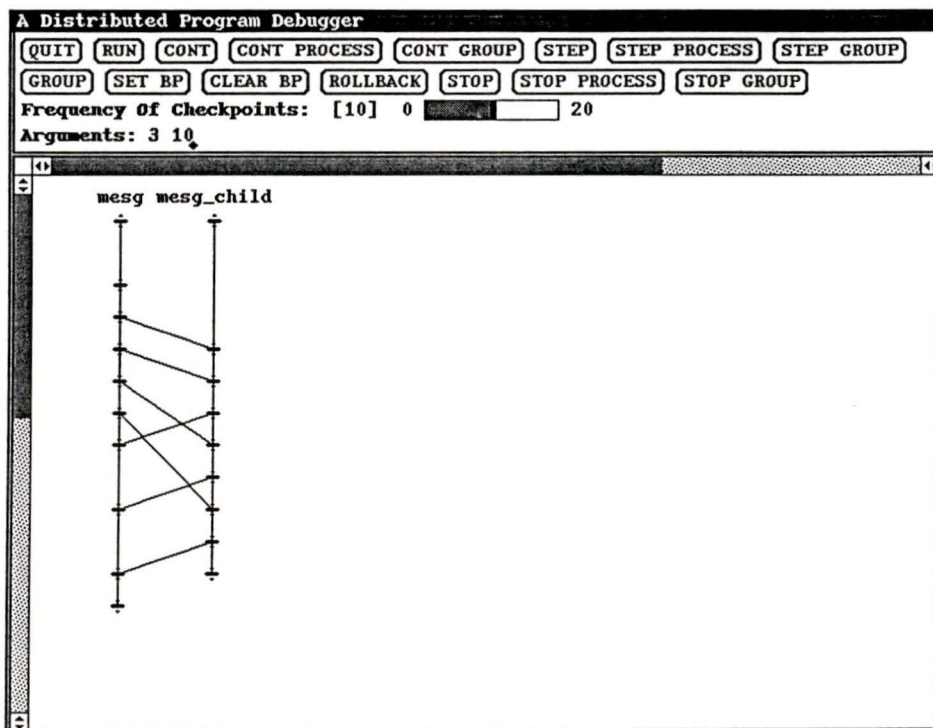 A Distributed Program Debugger
QUIT RUN CONT CONT PROCESS CONT GROUP STEP STEP PROCESS STEP GROUP
GROUP SET BP CLEAR BP ROLLBACK STOP STOP PROCESS STOP GROUP
Frequency Of Checkpoints: [10] 0 20
Arguments: 3 10
mesg mesg_child